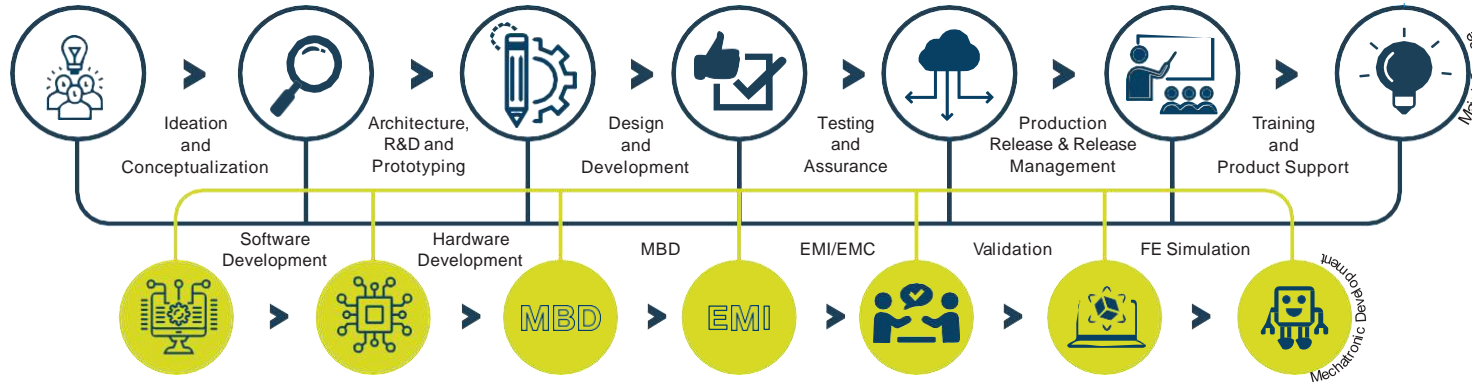 Ideation
and
Conceptualization
Architecture,
R&D and
Prototyping
Design
and
Development
Testing
and
Assurance
Production
Release & Release
Management
Training
and
Product Support
Software
Development
Hardware
Development
MBD
EMI/EMC
Validation
FE Simulation
MBD
EMI
Mechatronic Development